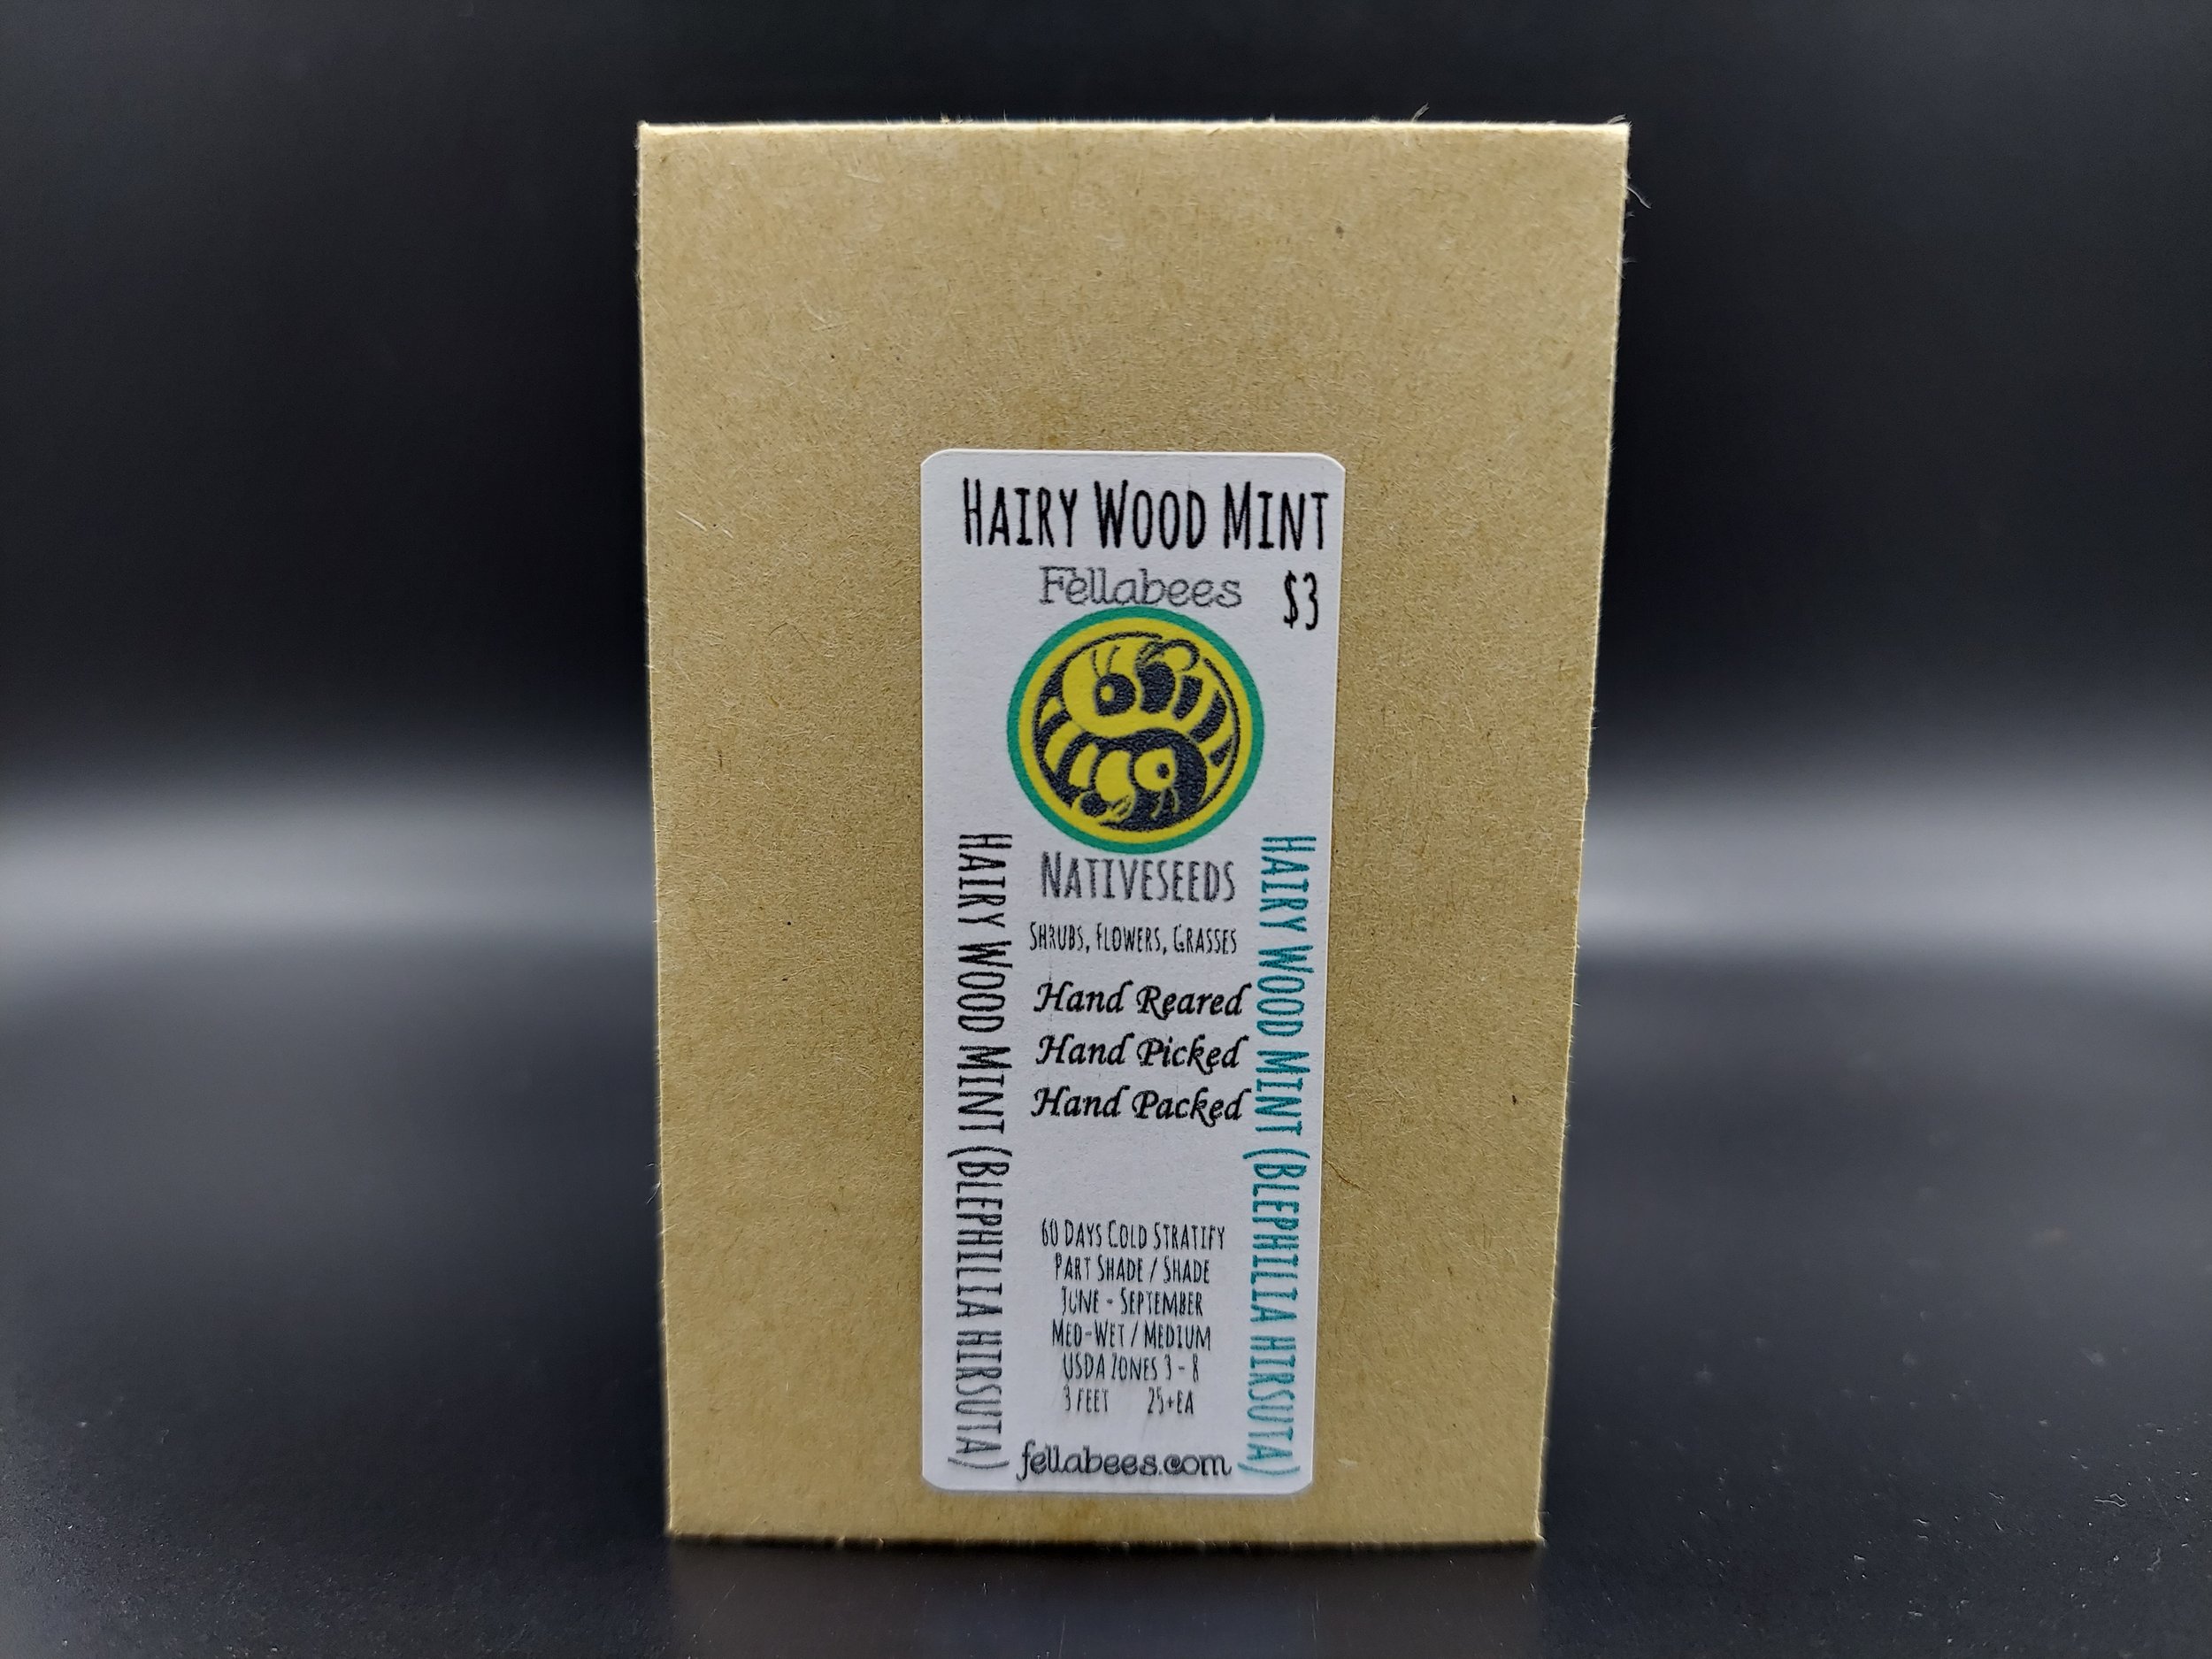 Hairy Wood Mint
Fellabees
$3
Nativeseeds
Shrubs, Flowers, Grasses
Hand Reared
Hand Picked
Hand Packed
Hairy Wood Mint (Blephilia hirsuta)
Hairy Wood Mint (Blephilia hirsuta)
60 Days Cold Stratify
Part Shade / Shade
June - September
Med-Wet / Medium
USDA Zones 3 - 8
3 Feet 25+ea
fellabees.com